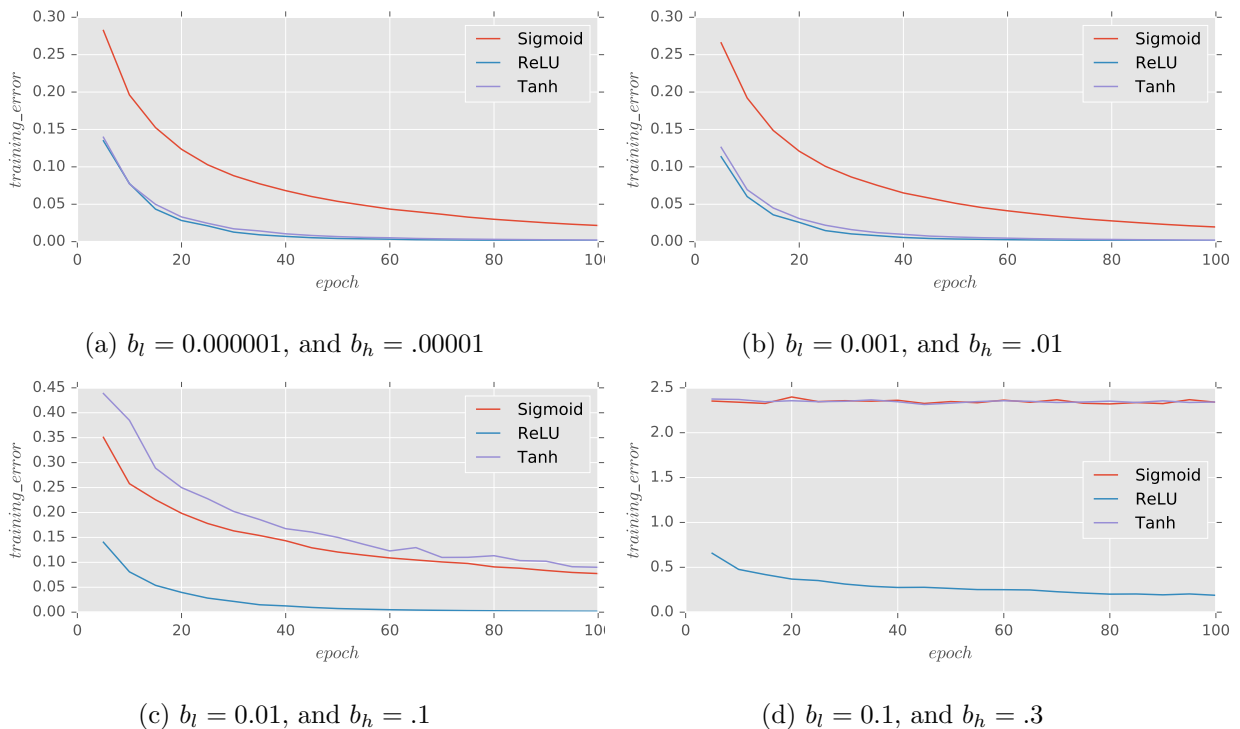 0.30
0.25
0.20
0.15
0.10
0.05
0.00
training_error
0 20 40 60 80 100
epoch
Sigmoid
ReLU
Tanh
(a) b_l = 0.000001, and b_h = .00001
0.30
0.25
0.20
0.15
0.10
0.05
0.00
training_error
0 20 40 60 80 100
epoch
Sigmoid
ReLU
Tanh
(b) b_l = 0.001, and b_h = .01
0.45
0.40
0.35
0.30
0.25
0.20
0.15
0.10
0.05
0.00
training_error
0 20 40 60 80 100
epoch
Sigmoid
ReLU
Tanh
(c) b_l = 0.01, and b_h = .1
2.5
2.0
1.5
1.0
0.5
0.0
training_error
0 20 40 60 80 100
epoch
Sigmoid
ReLU
Tanh
(d) b_l = 0.1, and b_h = .3